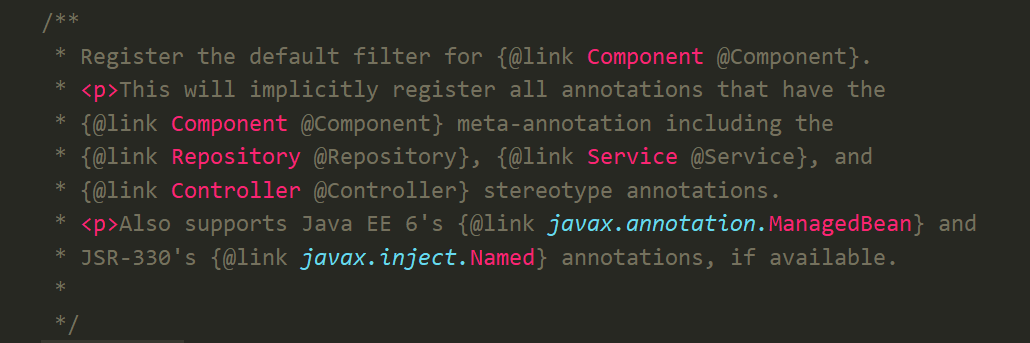 /**
* Register the default filter for {@link Component @Component}.
* <p>This will implicitly register all annotations that have the
* {@link Component @Component} meta-annotation including the
* {@link Repository @Repository}, {@link Service @Service}, and
* {@link Controller @Controller} stereotype annotations.
* <p>Also supports Java EE 6's {@link javax.annotation.ManagedBean} and
* JSR-330's {@link javax.inject.Named} annotations, if available.
*
*/